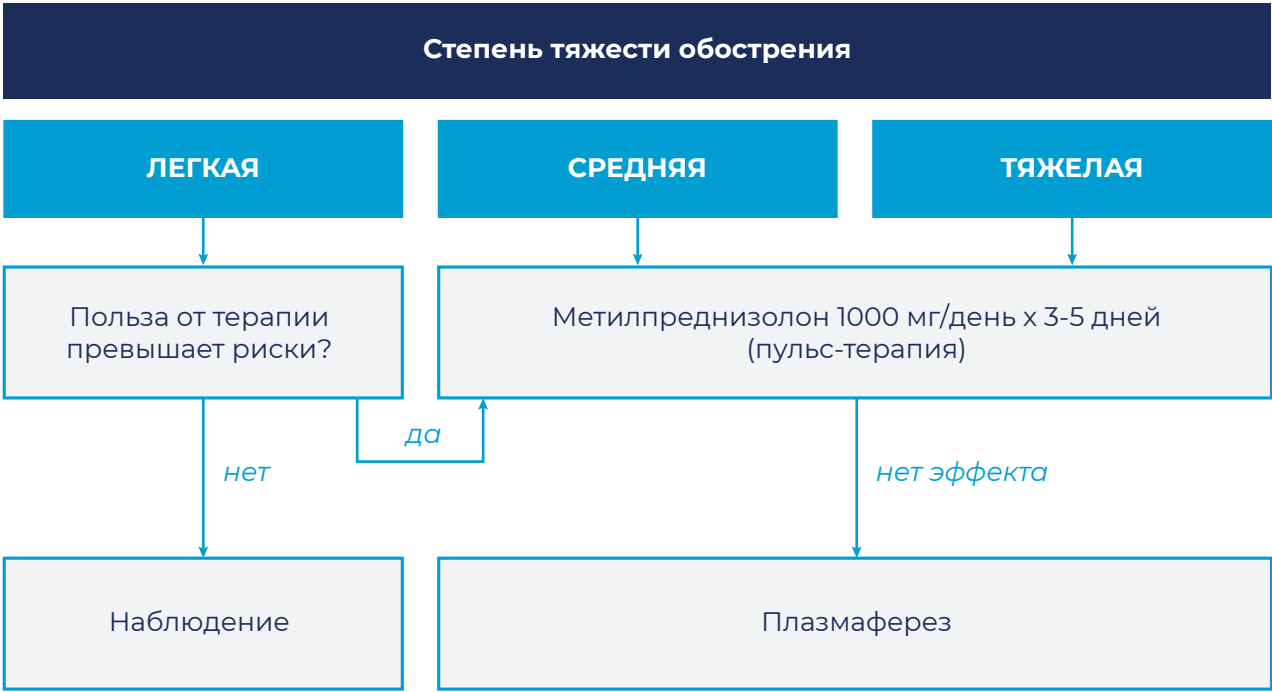 Степень тяжести обострения
ЛЕГКАЯ
СРЕДНЯЯ
ТЯЖЕЛАЯ
Польза от терапии
превышает риски?
Метилпреднизолон 1000 мг/день x 3-5 дней
(пульс-терапия)
да
нет
нет эффекта
Наблюдение
Плазмаферез